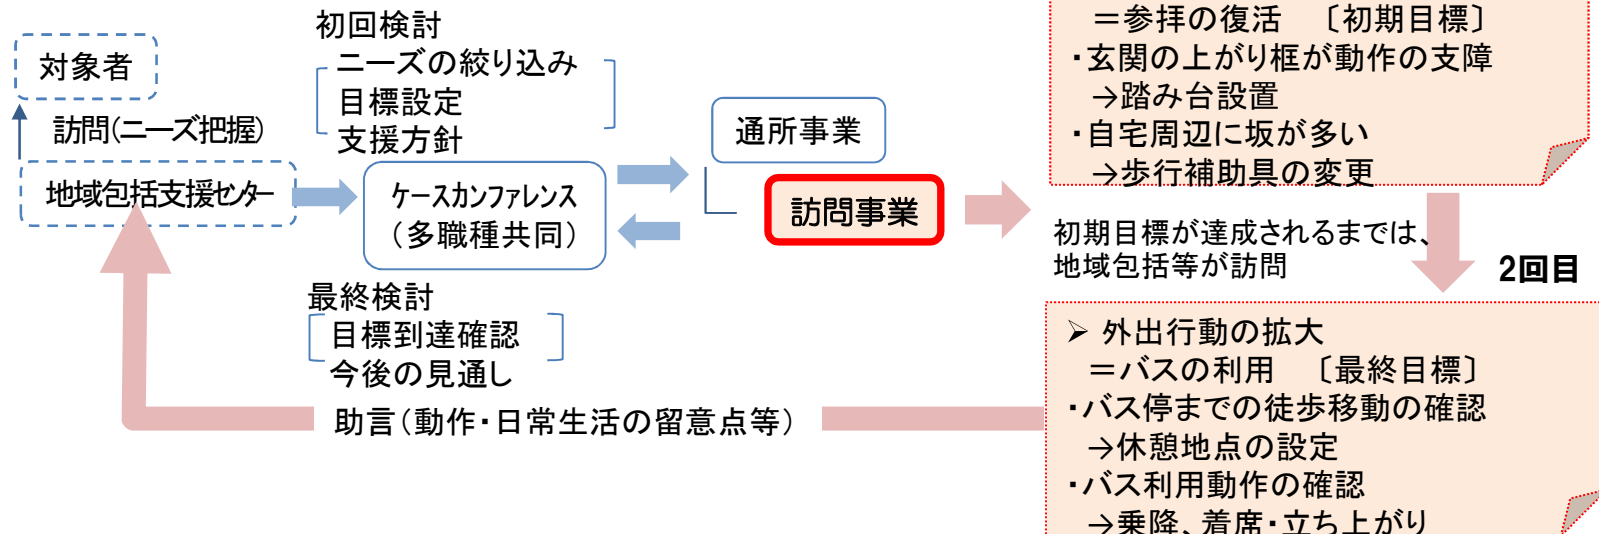 対象者
訪問(ニーズ把握)
地域包括支援センター
初回検討
ニーズの絞り込み
目標設定
支援方針
ケースカンファレンス
(多職種共同)
最終検討
目標到達確認
今後の見通し
助言(動作・日常生活の留意点等)
通所事業
訪問事業
=参拝の復活 〔初期目標〕
・玄関の上がり框が動作の支障
→踏み台設置
・自宅周辺に坂が多い
→歩行補助具の変更
初期目標が達成されるまでは、
地域包括等が訪問
2回目
➢ 外出行動の拡大
=バスの利用 〔最終目標〕
・バス停までの徒歩移動の確認
→休憩地点の設定
・バス利用動作の確認
→乗降、着席・立ち上がり